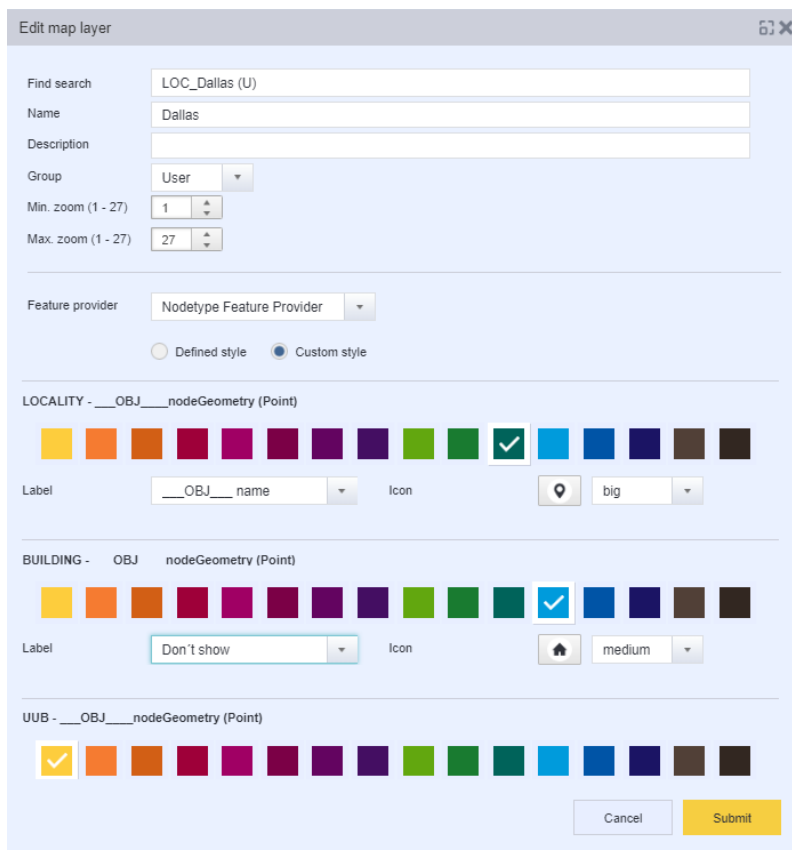 Edit map layer
Find search LOC_Dallas (U)
Name Dallas
Description
Group User
Min. zoom (1 - 27) 1
Max. zoom (1 - 27) 27
Feature provider Nodetype Feature Provider
Defined style Custom style
LOCALITY - ___OBJ____nodeGeometry (Point)
Label ___OBJ___ name Icon big
BUILDING - OBJ nodeGeometry (Point)
Label Don´t show Icon medium
UUB - ___OBJ____nodeGeometry (Point)
Cancel Submit